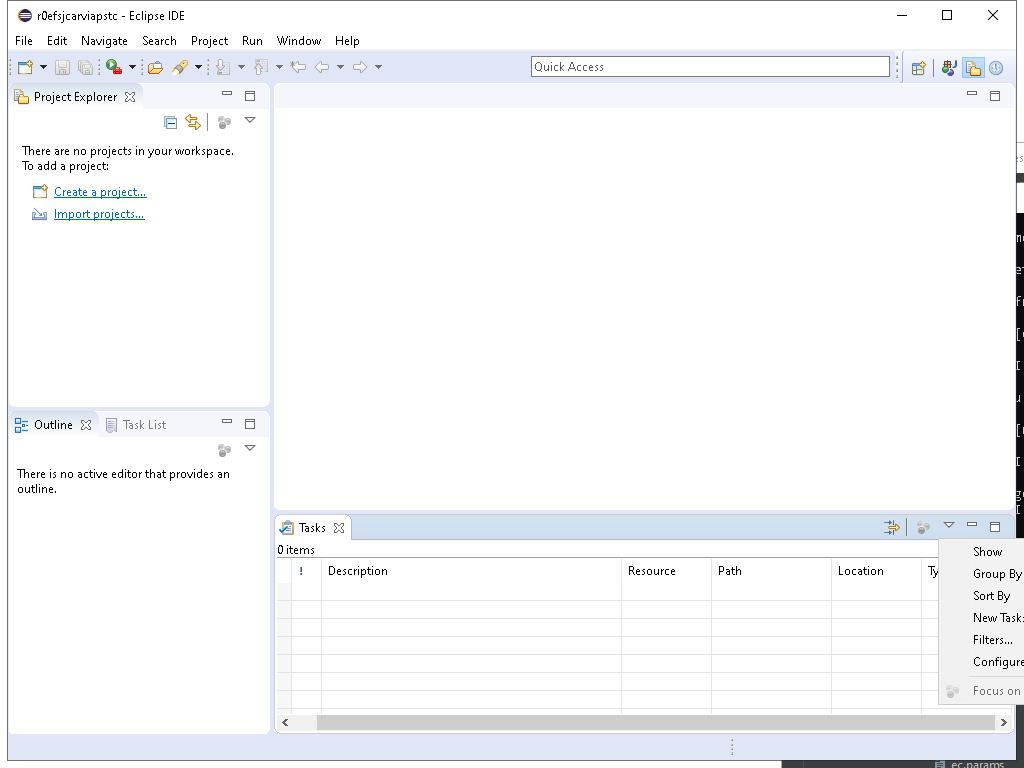 r0efsjcarviapstc - Eclipse IDE
File Edit Navigate Search Project Run Window Help
Quick Access
Project Explorer
There are no projects in your workspace.
To add a project:
Create a project...
Import projects...
Outline Task List
There is no active editor that provides an
outline.
Tasks
0 items
! Description Resource Path Location Ty
Show
Group By
Sort By
New Task
Filters...
Configure
Focus on
ec.params